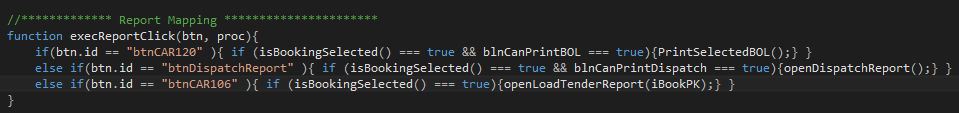 //************* Report Mapping **********************
function execReportClick(btn, proc){
if(btn.id == "btnCAR120" ){ if (isBookingSelected() === true && blnCanPrintBOL === true){PrintSelectedBOL();} }
else if(btn.id == "btnDispatchReport" ){ if (isBookingSelected() === true && blnCanPrintDispatch === true){openDispatchReport();} }
else if(btn.id == "btnCAR106" ){ if (isBookingSelected() === true){openLoadTenderReport(iBookPK);} }
}